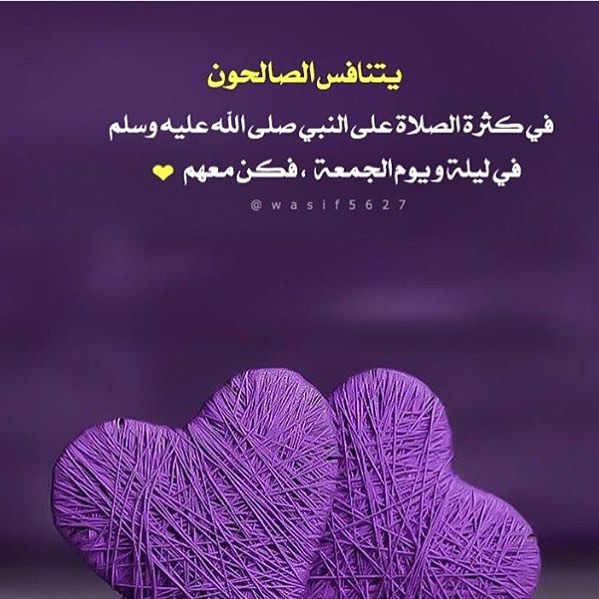 يتنافس الصالحون
في كثرة الصلاة على النبي صلى الله عليه وسلم
في ليلة ويوم الجمعة ، فكن معهم 💛
@wasif5627